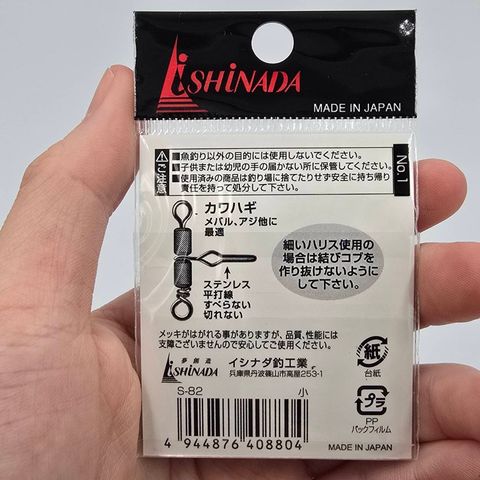 ISHINADA
MADE IN JAPAN
ご注意
■魚釣り以外の目的には使用しないでください。
■子供または幼児の手の届かない所に保管してください。
■使用済みの商品は釣り場に捨てたりせず安全に持ち帰り
責任を持って処分して下さい。
No.1
カワハギ
メバル、アジ他に
最適
細いハリス使用の
場合は結びコブを
作り抜けないように
して下さい。
ステンレス
平打線
すべらない
切れない
メッキがはがれる事がありますが、品質、性能には
支障ございませんので安心してご使用ください。
夢創造
ISHINADA
イシナダ釣工業
兵庫県丹波篠山市高屋253-1
紙
台紙
S-82
小
プラ
PP
パックフィルム
4 944876 408804
MADE IN JAPAN